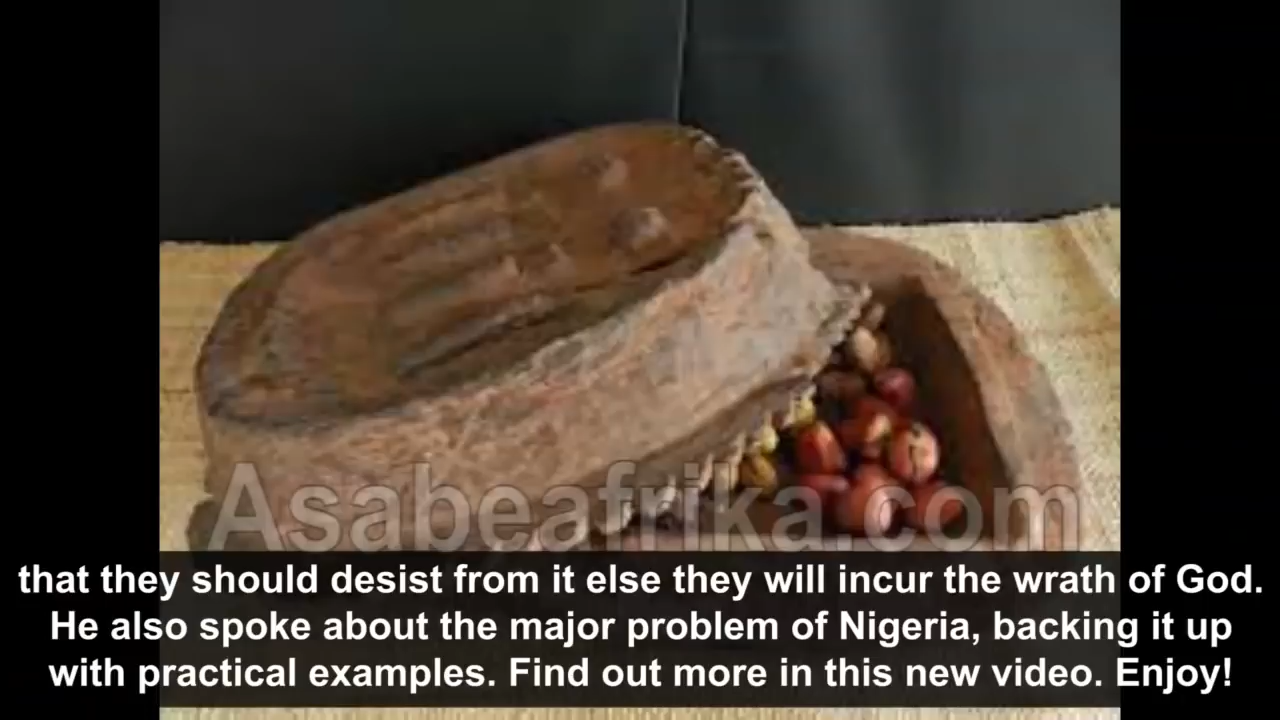 Asabeafrika.com
that they should desist from it else they will incur the wrath of God.
He also spoke about the major problem of Nigeria, backing it up
with practical examples. Find out more in this new video. Enjoy!